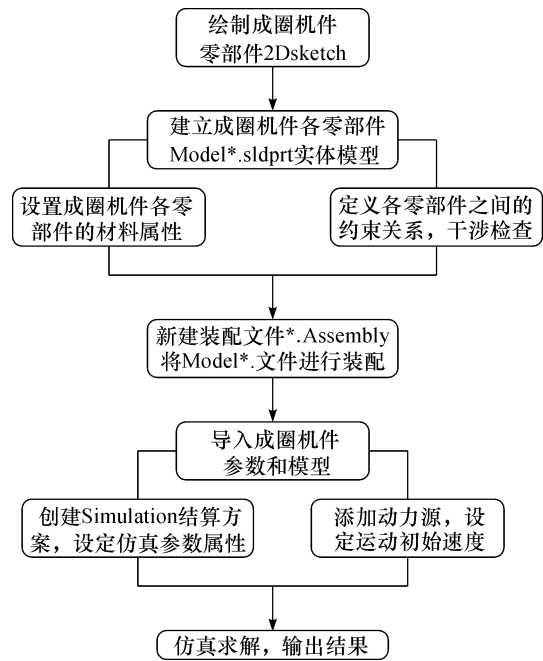 绘制成圈机件
零部件2Dsketch
建立成圈机件各零部件
Model*.sldprt实体模型
设置成圈机件各零
部件的材料属性
定义各零部件之间的
约束关系，干涉检查
新建装配文件*.Assembly
将Model*.文件进行装配
导入成圈机件
参数和模型
创建Simulation结算方
案，设定仿真参数属性
添加动力源，设
定运动初始速度
仿真求解，输出结果